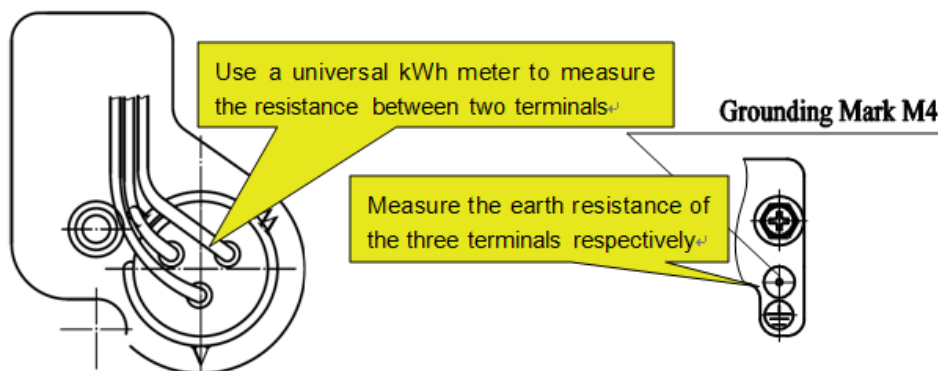 Use a universal kWh meter to measure
the resistance between two terminals↵
Grounding Mark M4
Measure the earth resistance of
the three terminals respectively↵